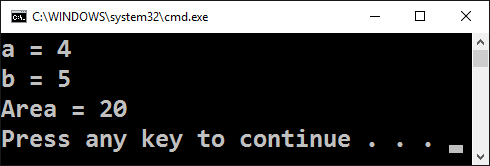 C:\WINDOWS\system32\cmd.exe
a = 4
b = 5
Area = 20
Press any key to continue . . .